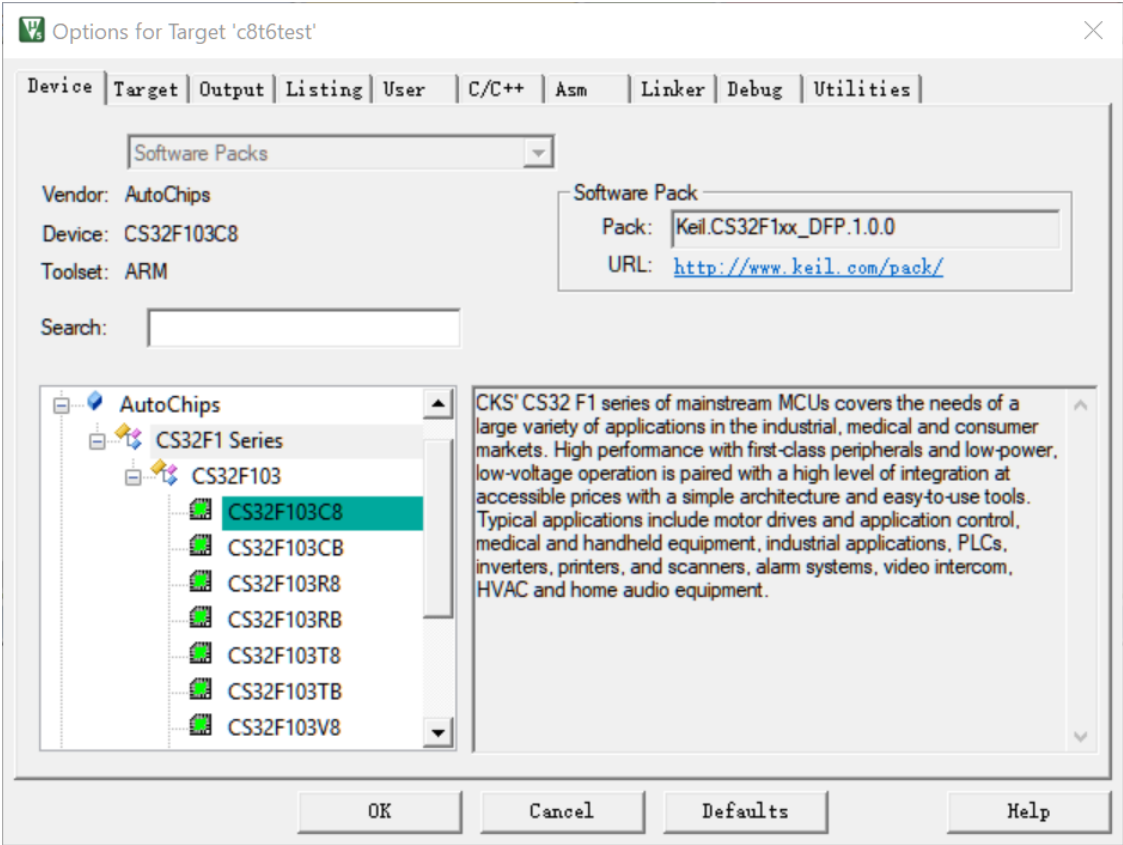 Options for Target 'c8t6test'
Device Target Output Listing User C/C++ Asm Linker Debug Utilities
Software Packs
Vendor: AutoChips
Device: CS32F103C8
Toolset: ARM
Software Pack
Pack: Keil.CS32F1xx_DFP.1.0.0
URL: http://www.keil.com/pack/
Search:
AutoChips
CS32F1 Series
CS32F103
CS32F103C8
CS32F103CB
CS32F103R8
CS32F103RB
CS32F103T8
CS32F103TB
CS32F103V8
CKS' CS32 F1 series of mainstream MCUs covers the needs of a
large variety of applications in the industrial, medical and consumer
markets. High performance with first-class peripherals and low-power,
low-voltage operation is paired with a high level of integration at
accessible prices with a simple architecture and easy-to-use tools.
Typical applications include motor drives and application control,
medical and handheld equipment, industrial applications, PLCs,
inverters, printers, and scanners, alarm systems, video intercom,
HVAC and home audio equipment.
OK Cancel Defaults Help